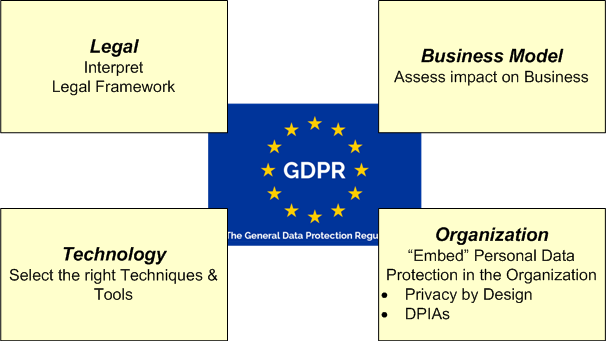 Legal
Interpret
Legal Framework
Business Model
Assess impact on Business
GDPR
The General Data Protection Regu
Technology
Select the right Techniques &
Tools
Organization
“Embed” Personal Data
Protection in the Organization
• Privacy by Design
• DPIAs